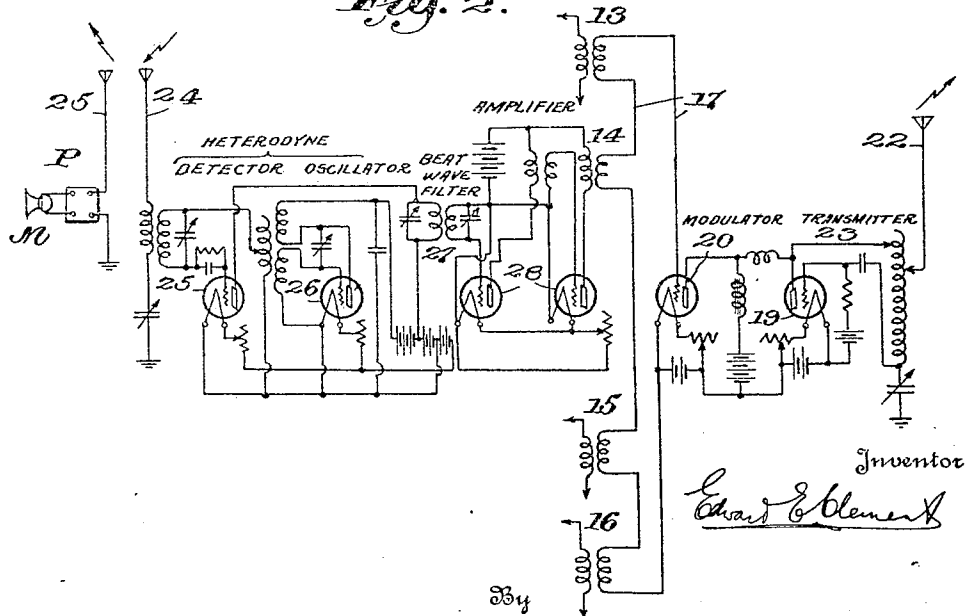 Fig. 2.
13
25
24
AMPLIFIER
17
22
P
HETERODYNE
DETECTOR OSCILLATOR
BEAT
WAVE
FILTER
14
M
MODULATOR TRANSMITTER
20
23
27
25
26
28
19
15
16
Inventor
Edward E Clement
By